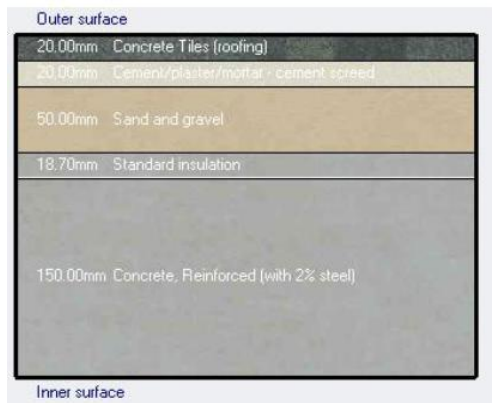 Outer surface
20.00mm Concrete Tiles (roofing)
20.00mm Cement/plaster/mortar - cement screed
50.00mm Sand and gravel
18.70mm Standard insulation
150.00mm Concrete, Reinforced (with 2% steel)
Inner surface